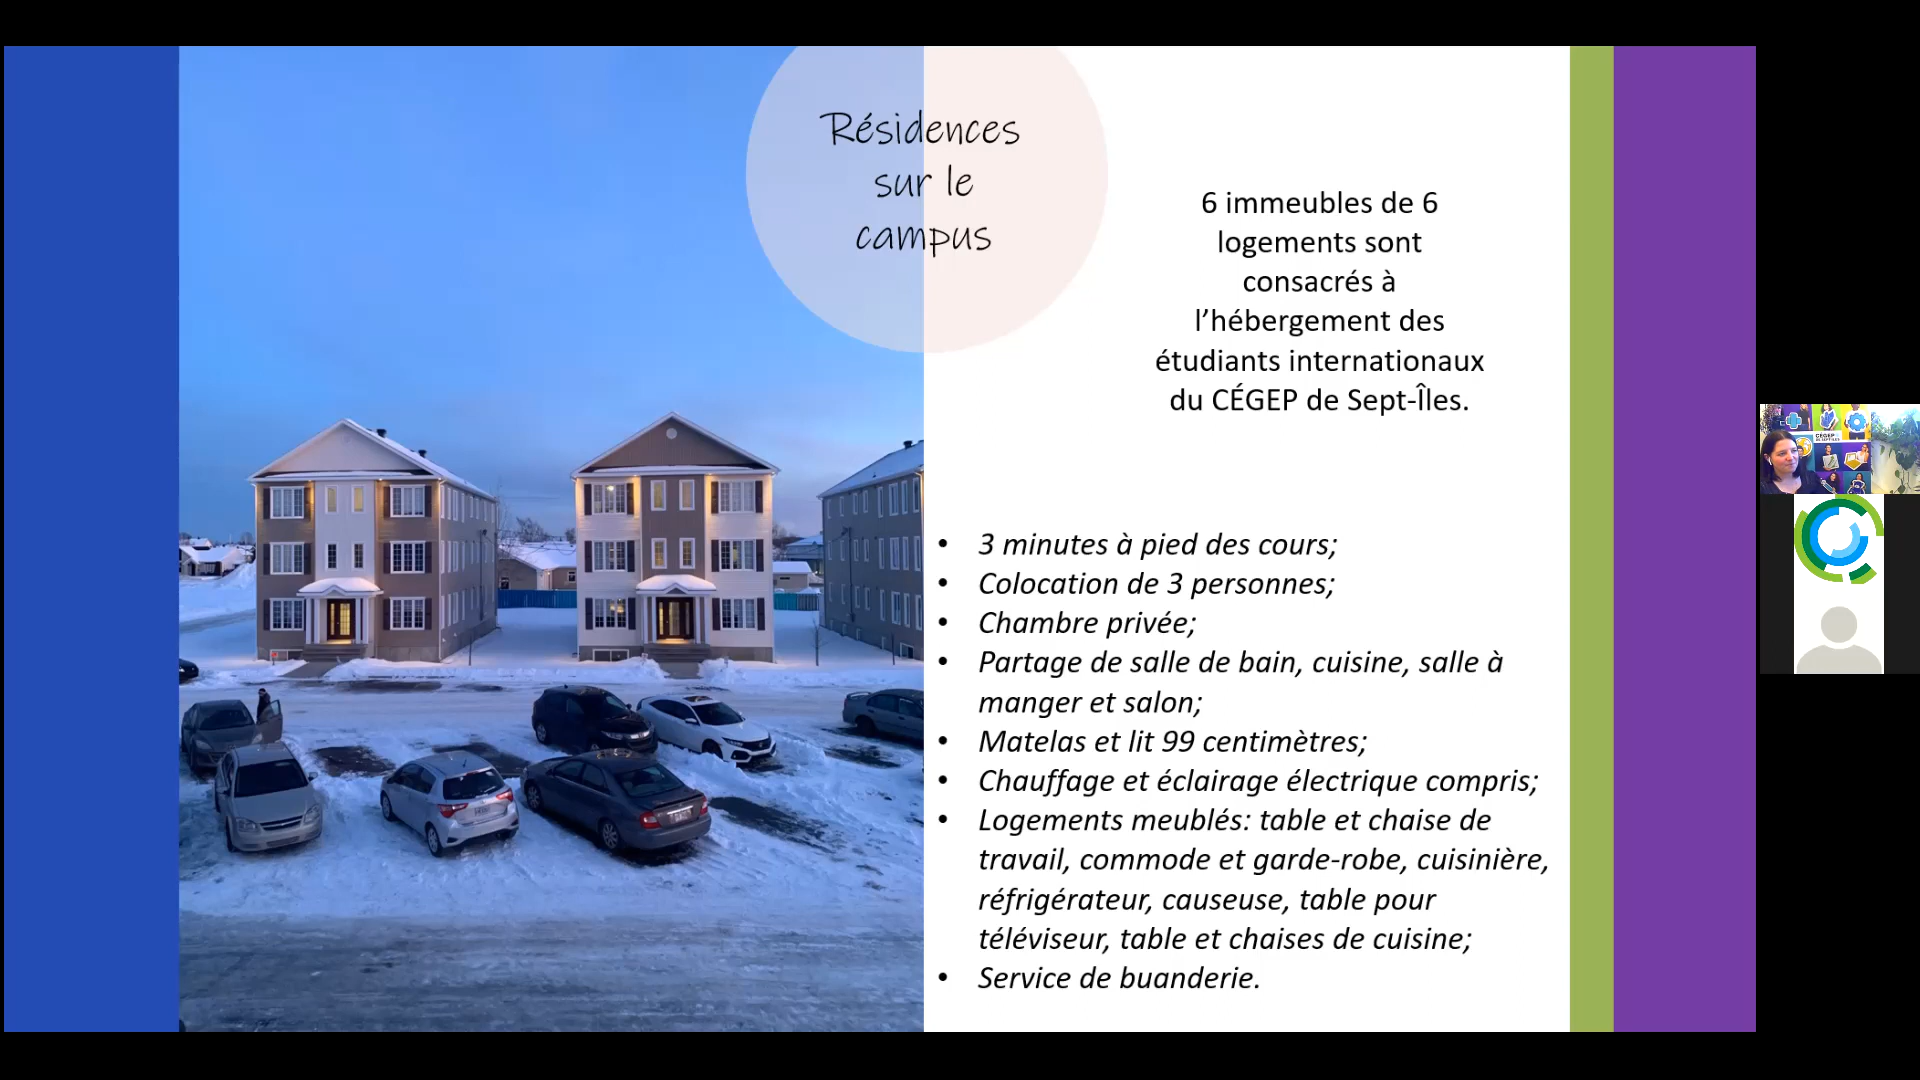 Résidences
sur le
campus
6 immeubles de 6
logements sont
consacrés à
l’hébergement des
étudiants internationaux
du CÉGEP de Sept-Îles.
• 3 minutes à pied des cours;
• Colocation de 3 personnes;
• Chambre privée;
• Partage de salle de bain, cuisine, salle à
manger et salon;
• Matelas et lit 99 centimètres;
• Chauffage et éclairage électrique compris;
• Logements meublés: table et chaise de
travail, commode et garde-robe, cuisinière,
réfrigérateur, causeuse, table pour
téléviseur, table et chaises de cuisine;
• Service de buanderie.
CÉGEP